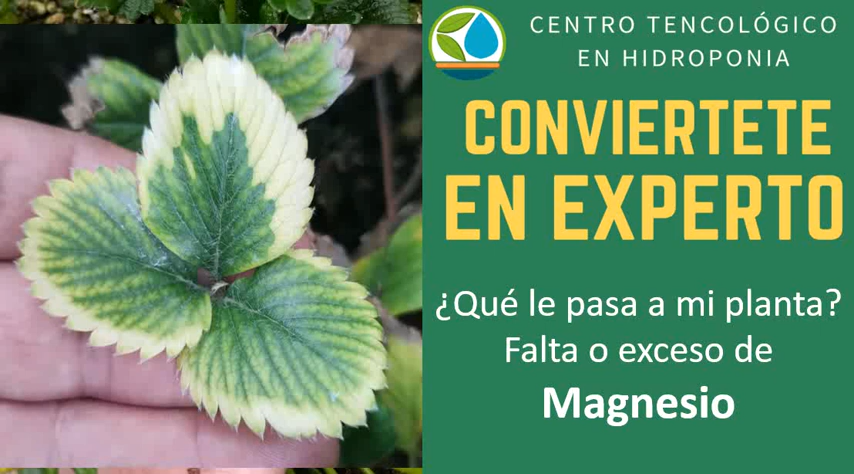 CENTRO TENCOLÓGICO
EN HIDROPONIA
CONVIERTETE
EN EXPERTO
¿Qué le pasa a mi planta?
Falta o exceso de
Magnesio